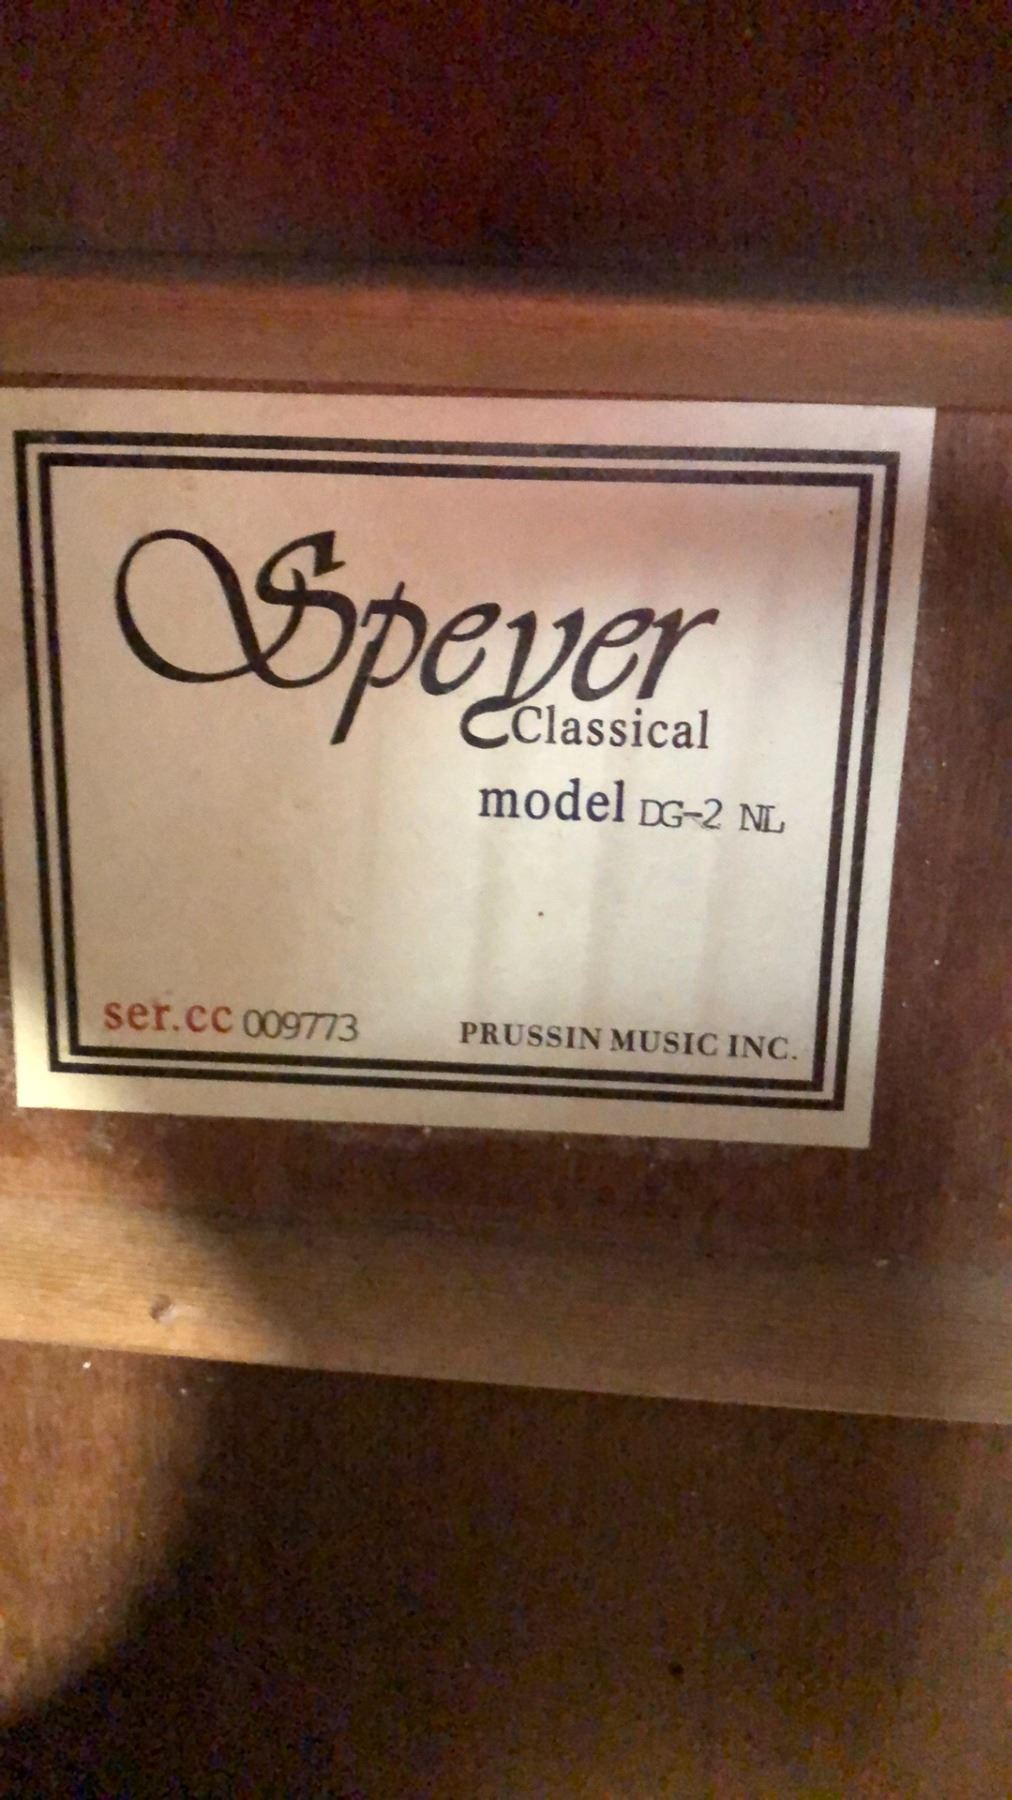 Speyer
Classical
model DG-2 NL
ser.cc 009773 PRUSSIN MUSIC INC.